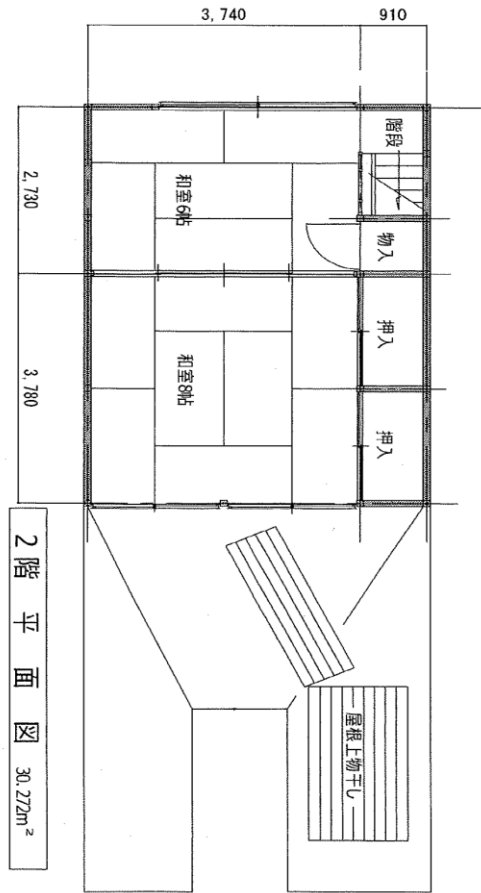 3,740
910
階段
2,730
和室6帖
物入
押入
和室8帖
3,780
押入
2階平面図 30.272m²
屋根上物干し